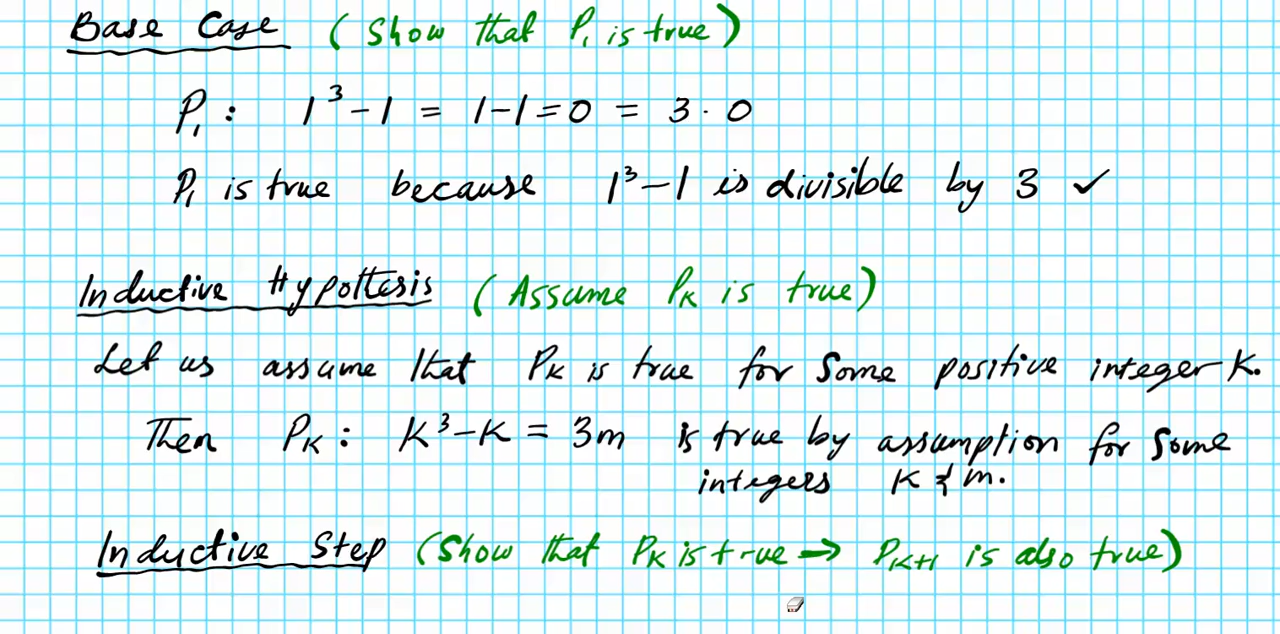 Base Case (Show that P₁ is true)
P₁ : 1³-1 = 1-1=0 = 3·0
P₁ is true because 1³-1 is divisible by 3 ✓
Inductive Hypothesis (Assume Pₖ is true)
Let us assume that Pₖ is true for some positive integer K.
Then Pₖ : K³-K = 3m is true by assumption for some
integers K & m.
Inductive Step (Show that Pₖ is true → Pₖ₊₁ is also true)